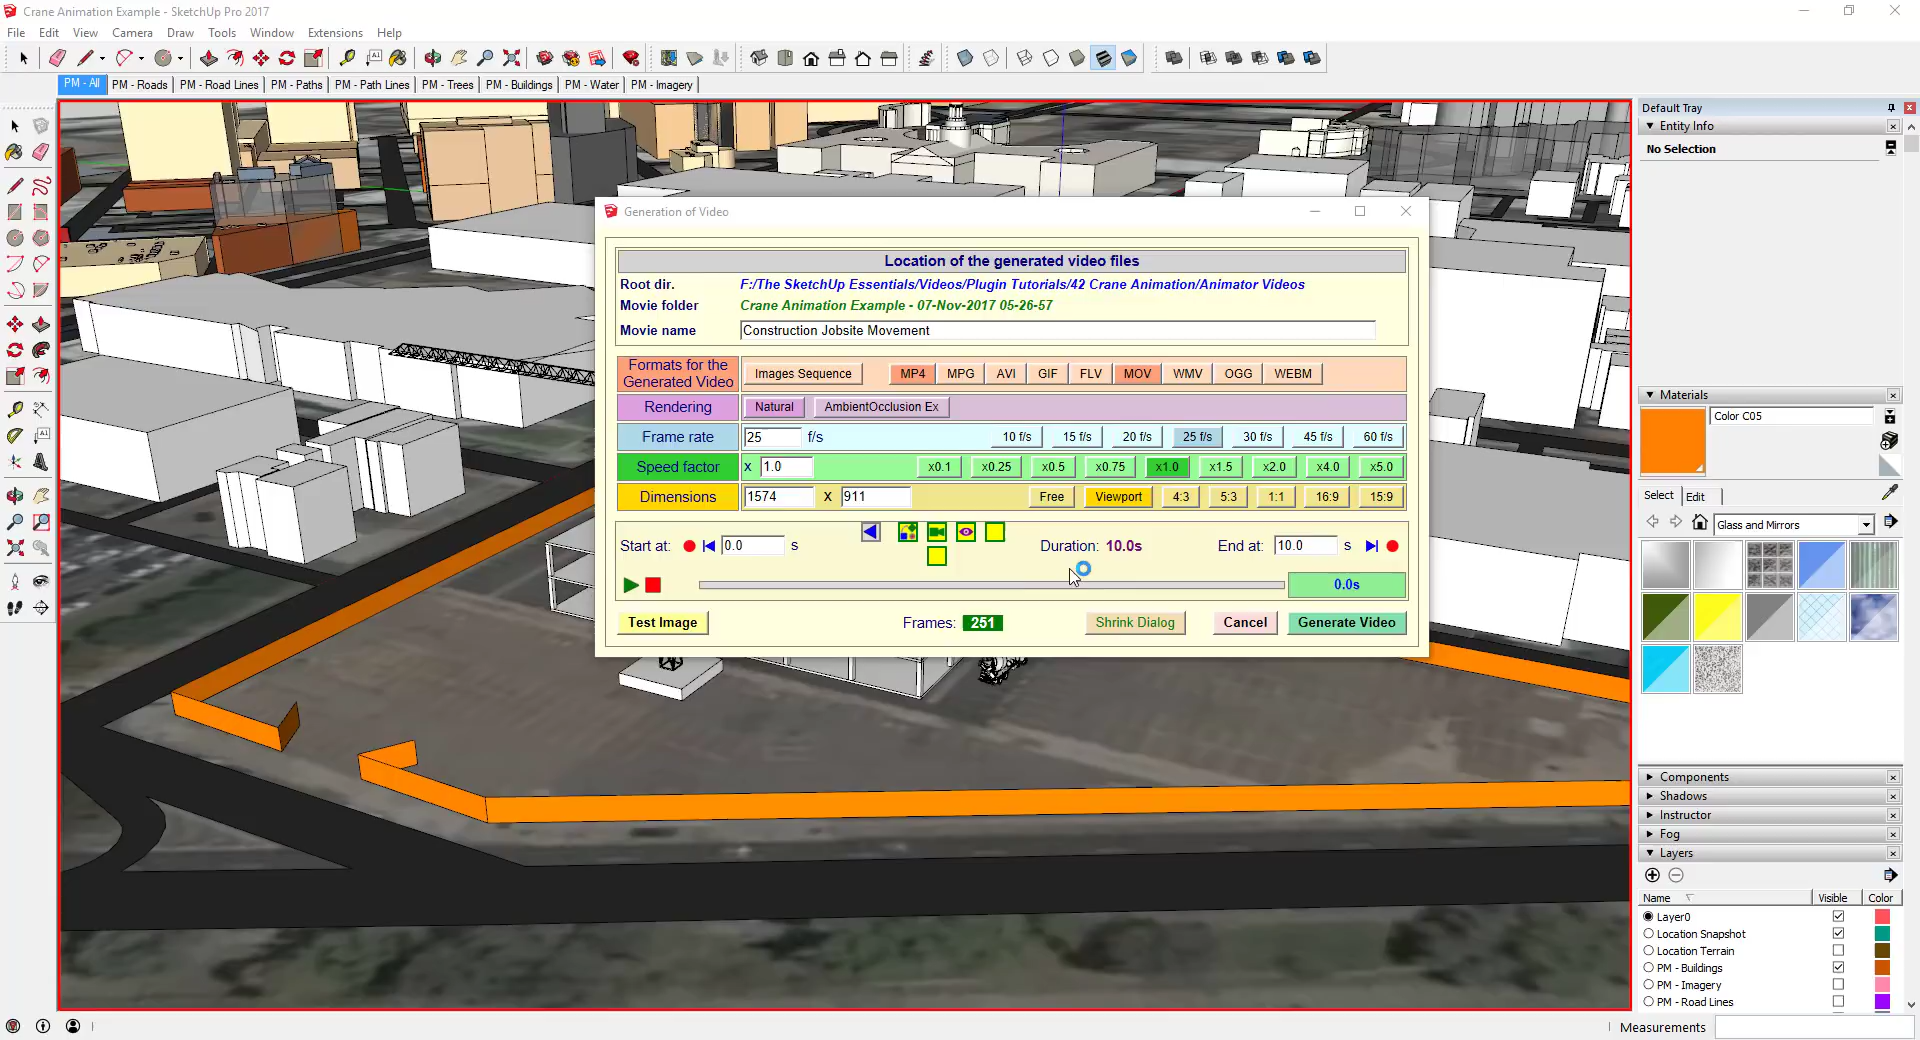 Crane Animation Example - SketchUp Pro 2017
File Edit View Camera Draw Tools Window Extensions Help
PM - All PM - Roads PM - Road Lines PM - Paths PM - Path Lines PM - Trees PM - Buildings PM - Water PM - Imagery
Generation of Video
Location of the generated video files
Root dir. F:/The SketchUp Essentials/Videos/Plugin Tutorials/42 Crane Animation/Animator Videos
Movie folder Crane Animation Example - 07-Nov-2017 05-26-57
Movie name Construction Jobsite Movement
Formats for the
Generated Video Images Sequence MP4 MPG AVI GIF FLV MOV WMV OGG WEBM
Rendering Natural AmbientOcclusion Ex
Frame rate 25 f/s 10 f/s 15 f/s 20 f/s 25 f/s 30 f/s 45 f/s 60 f/s
Speed factor x 1.0 x0.1 x0.25 x0.5 x0.75 x1.0 x1.5 x2.0 x4.0 x5.0
Dimensions 1574 X 911 Free Viewport 4:3 5:3 1:1 16:9 15:9
Start at: 0.0 s Duration: 10.0s End at: 10.0 s
0.0s
Test Image Frames: 251 Shrink Dialog Cancel Generate Video
Default Tray
Entity Info
No Selection
Materials
Color C05
Select Edit
Glass and Mirrors
Components
Shadows
Instructor
Fog
Layers
Name Visible Color
Layer0
Location Snapshot
Location Terrain
PM - Buildings
PM - Imagery
PM - Road Lines
Measurements